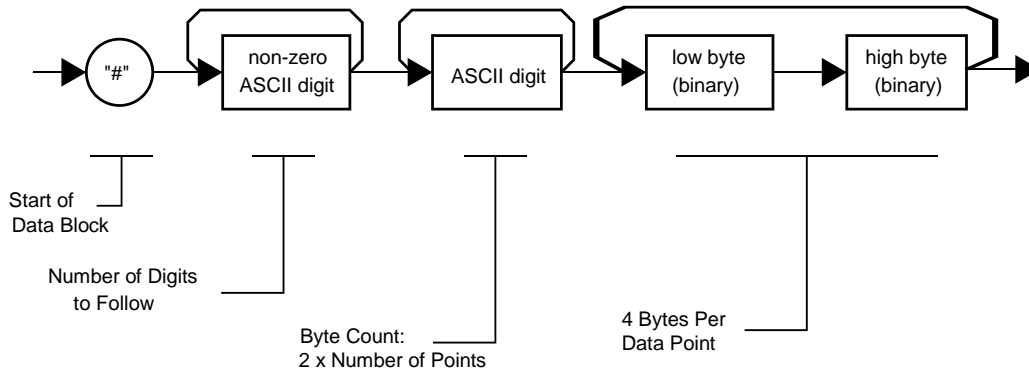 "#"
non-zero
ASCII digit
ASCII digit
low byte
(binary)
high byte
(binary)
Start of
Data Block
Number of Digits
to Follow
Byte Count:
2 x Number of Points
4 Bytes Per
Data Point